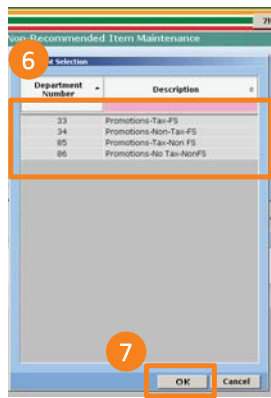 Non-Recommended Item Maintenance
6
Selection
Department Number
Description
33 Promotions-Tax-FS
34 Promotions-Non-Tax-FS
85 Promotions-Tax-Non FS
86 Promotions-No Tax-NonFS
7
OK
Cancel